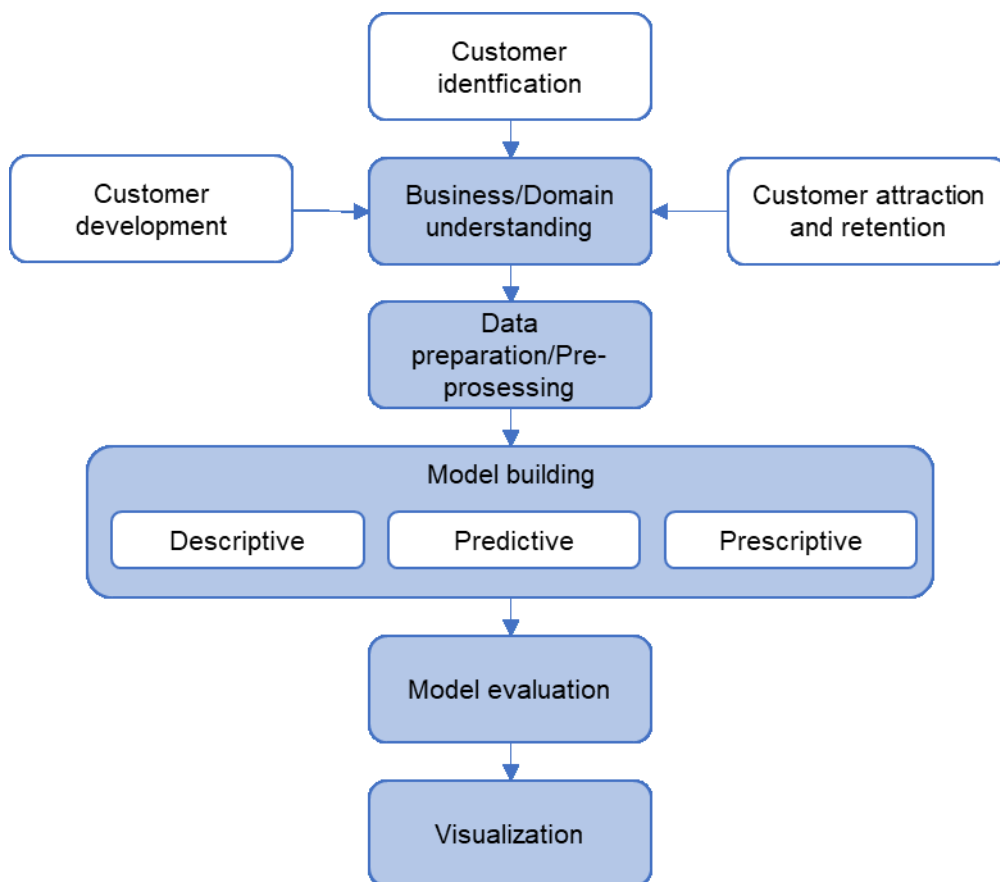 Customer
identfication
Customer
development
Business/Domain
understanding
Customer attraction
and retention
Data
preparation/Pre-
prosessing
Model building
Descriptive
Predictive
Prescriptive
Model evaluation
Visualization